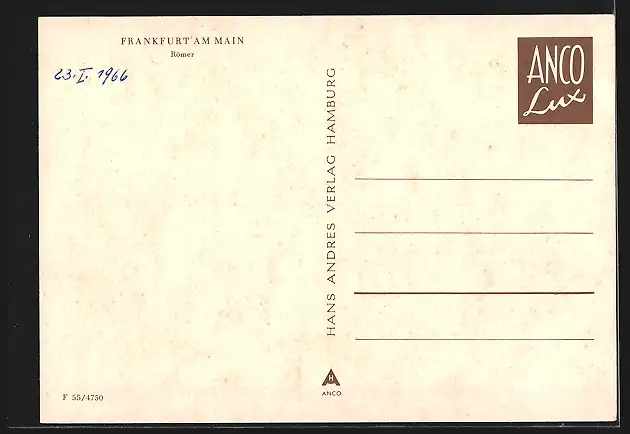 FRANKFURT AM MAIN
Römer
23. I. 1966
F 55/4750
HANS ANDRES VERLAG HAMBURG
H
ANCO
ANCO
Lux